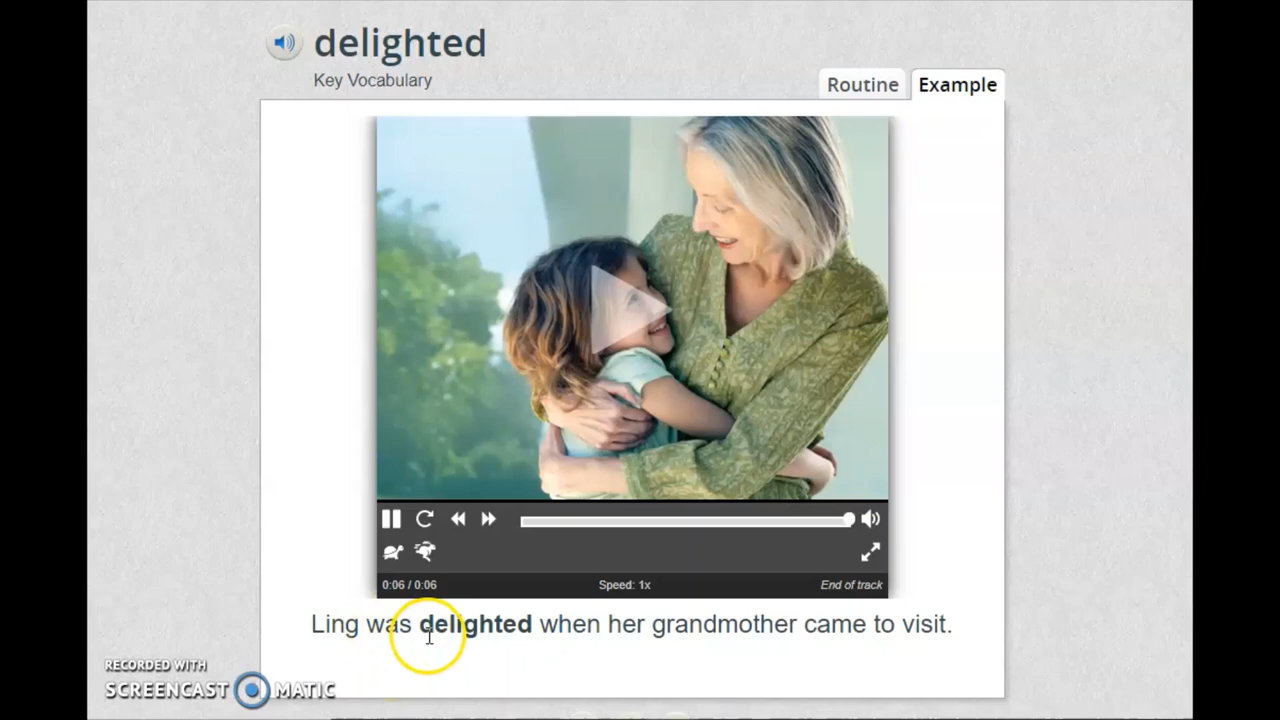 delighted
Key Vocabulary
Routine
Example
0:06 / 0:06
Speed: 1x
End of track
Ling was delighted when her grandmother came to visit.
RECORDED WITH
SCREENCAST MATIC